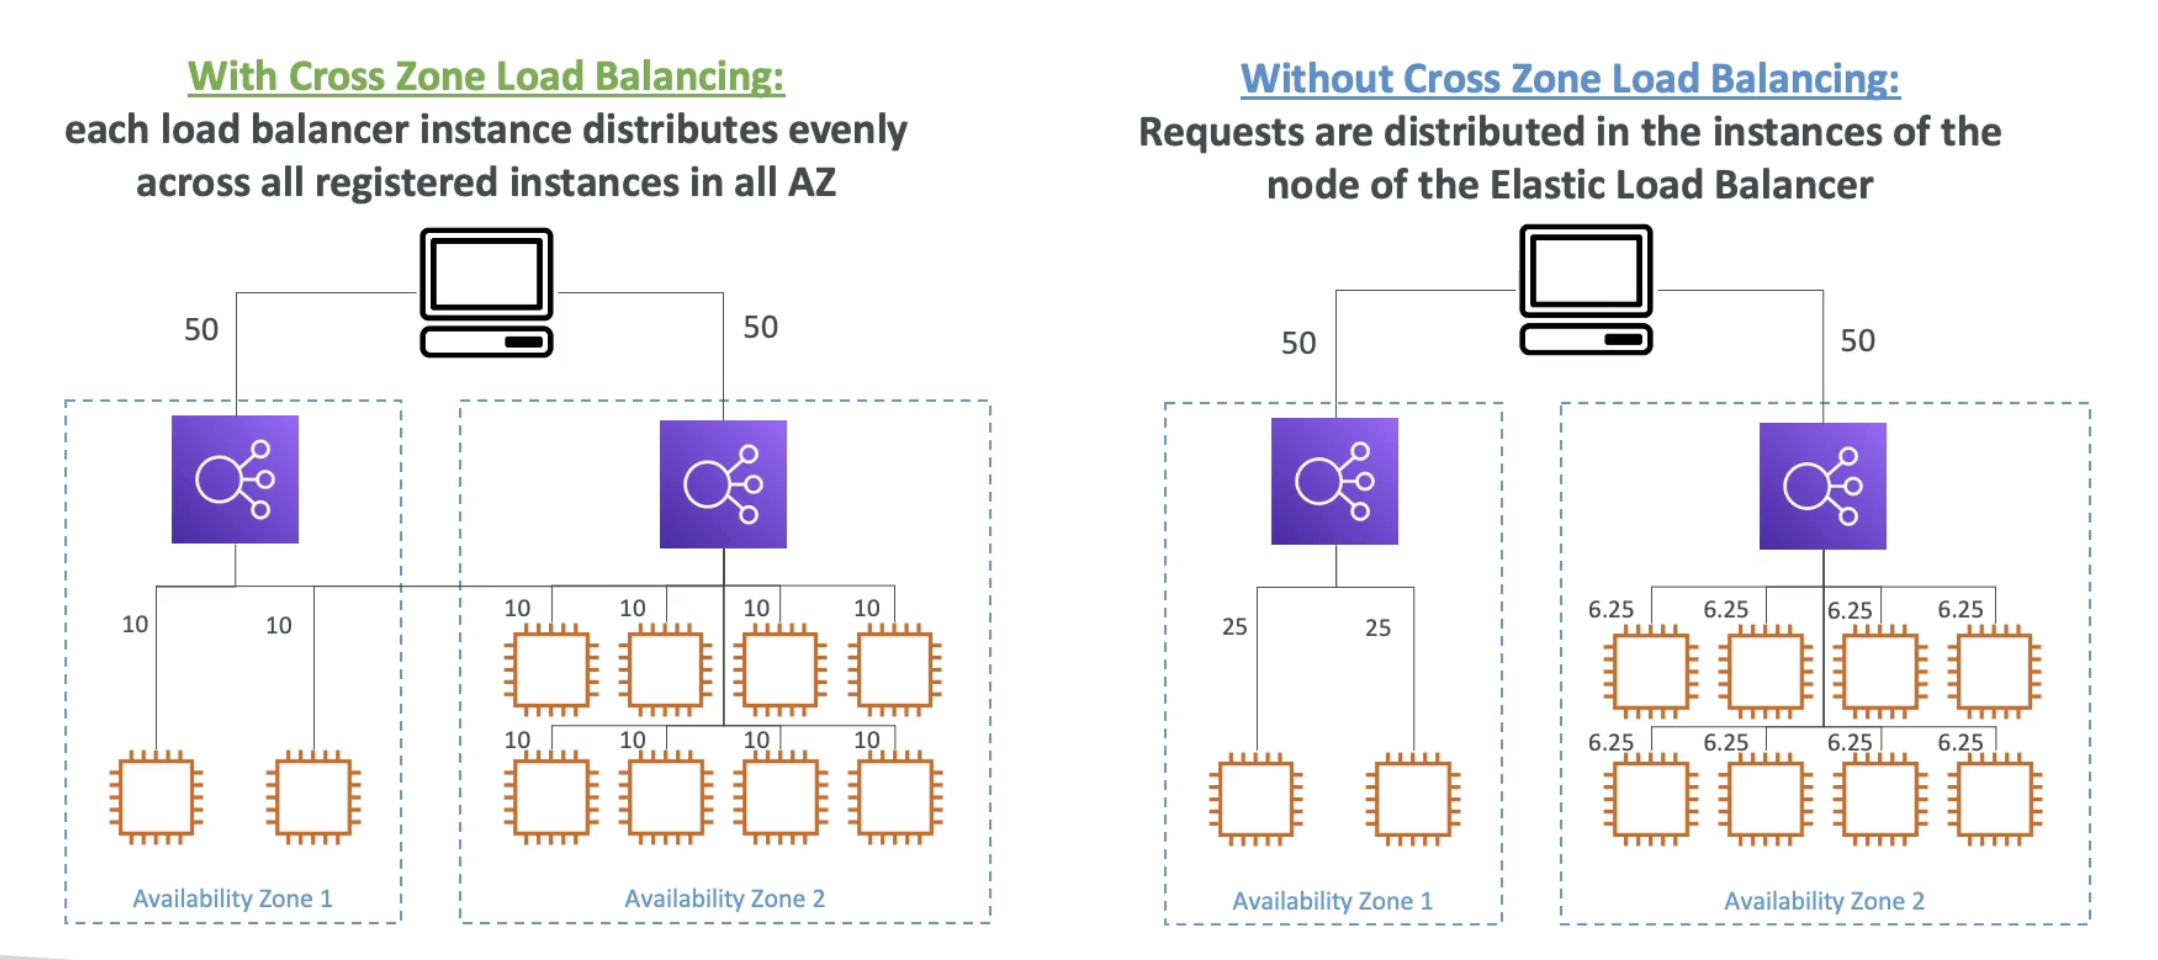 With Cross Zone Load Balancing:
each load balancer instance distributes evenly
across all registered instances in all AZ
50
50
10
10
10
10
10
10
10
10
10
10
Availability Zone 1
Availability Zone 2
Without Cross Zone Load Balancing:
Requests are distributed in the instances of the
node of the Elastic Load Balancer
50
50
25
25
6.25
6.25
6.25
6.25
6.25
6.25
6.25
6.25
Availability Zone 1
Availability Zone 2